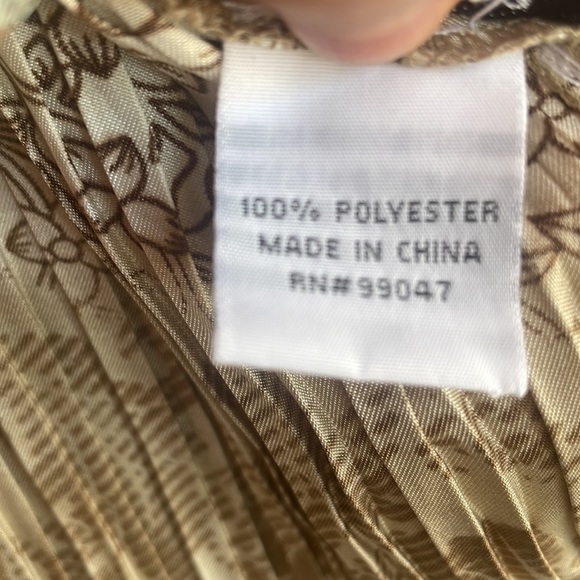 100% POLYESTER
MADE IN CHINA
RN#99047